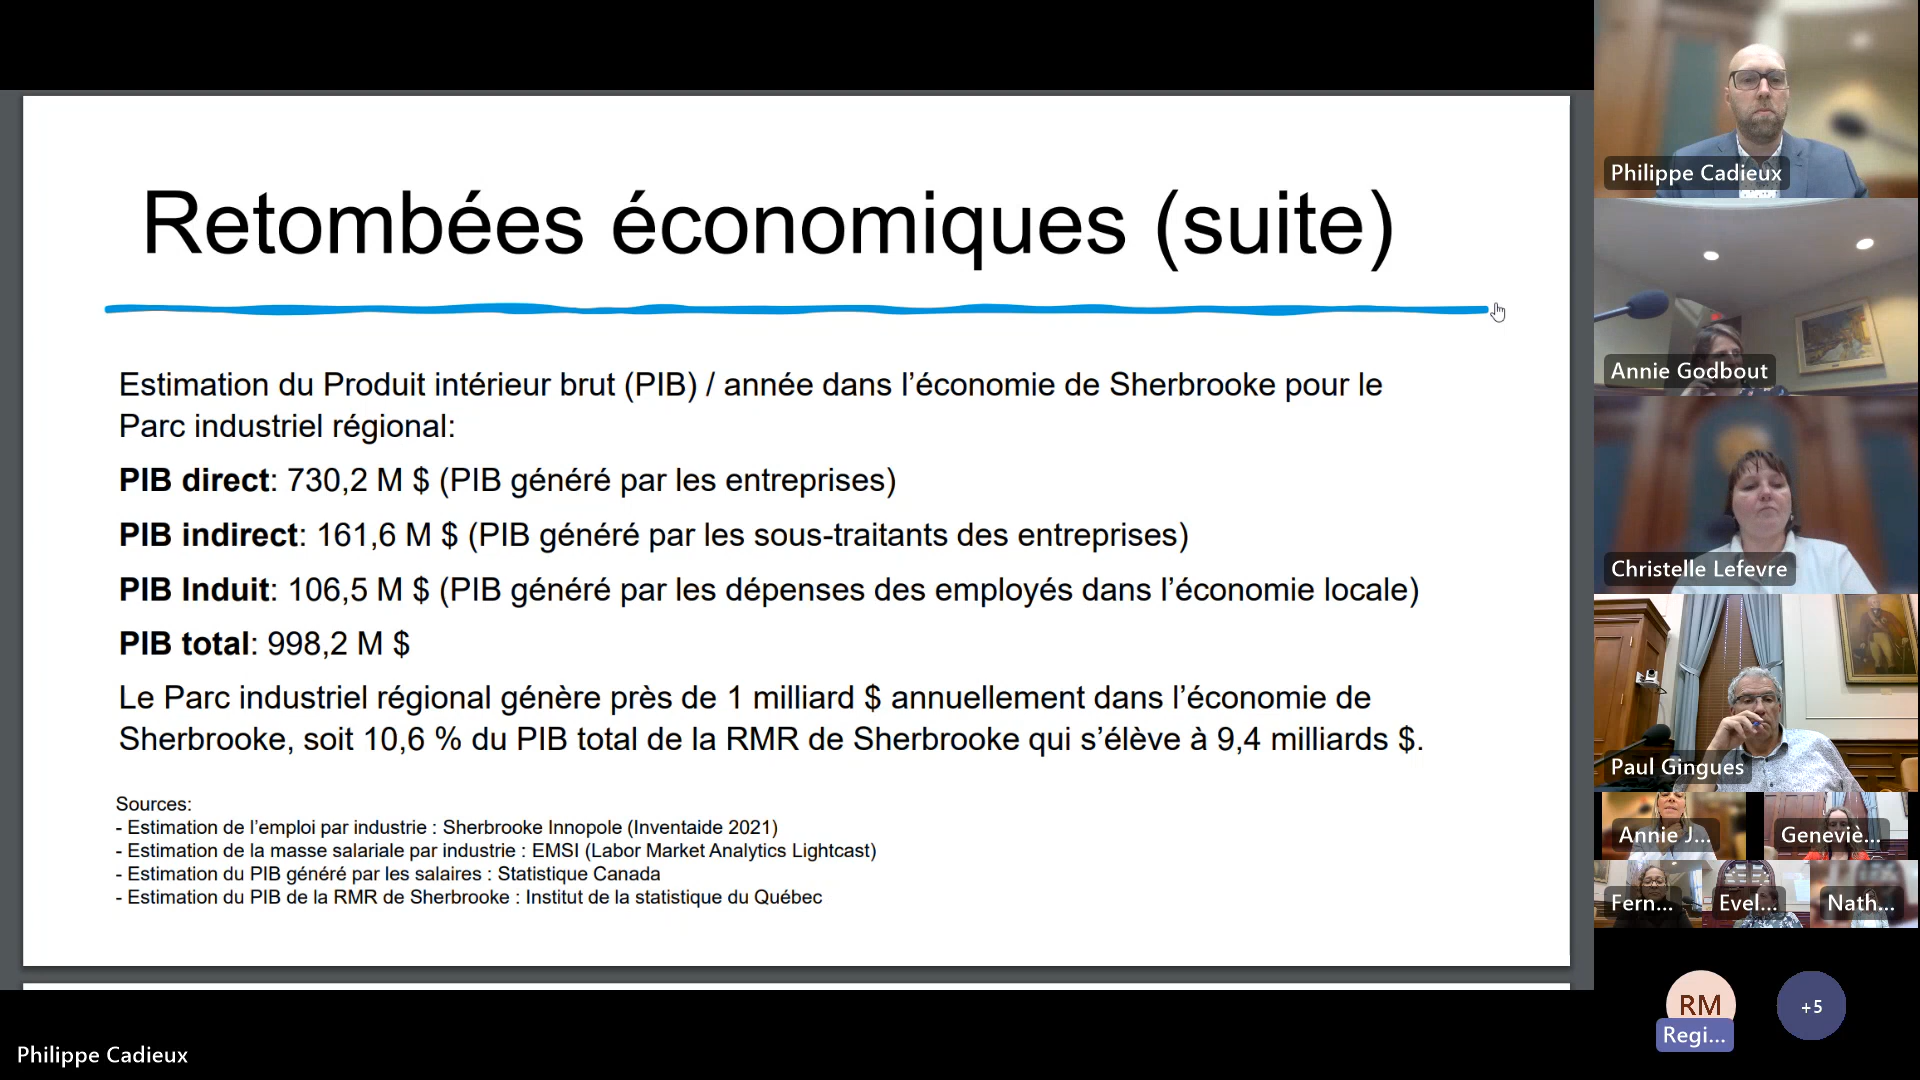 Retombées économiques (suite)
Estimation du Produit intérieur brut (PIB) / année dans l’économie de Sherbrooke pour le
Parc industriel régional:
PIB direct: 730,2 M $ (PIB généré par les entreprises)
PIB indirect: 161,6 M $ (PIB généré par les sous-traitants des entreprises)
PIB Induit: 106,5 M $ (PIB généré par les dépenses des employés dans l’économie locale)
PIB total: 998,2 M $
Le Parc industriel régional génère près de 1 milliard $ annuellement dans l’économie de
Sherbrooke, soit 10,6 % du PIB total de la RMR de Sherbrooke qui s’élève à 9,4 milliards $.
Sources:
- Estimation de l’emploi par industrie : Sherbrooke Innopole (Inventaide 2021)
- Estimation de la masse salariale par industrie : EMSI (Labor Market Analytics Lightcast)
- Estimation du PIB généré par les salaires : Statistique Canada
- Estimation du PIB de la RMR de Sherbrooke : Institut de la statistique du Québec
Philippe Cadieux
Philippe Cadieux
Annie Godbout
Christelle Lefevre
Paul Gingues
Annie J...
Geneviè...
Fern...
Evel...
Nath...
RM
Regi...
+5